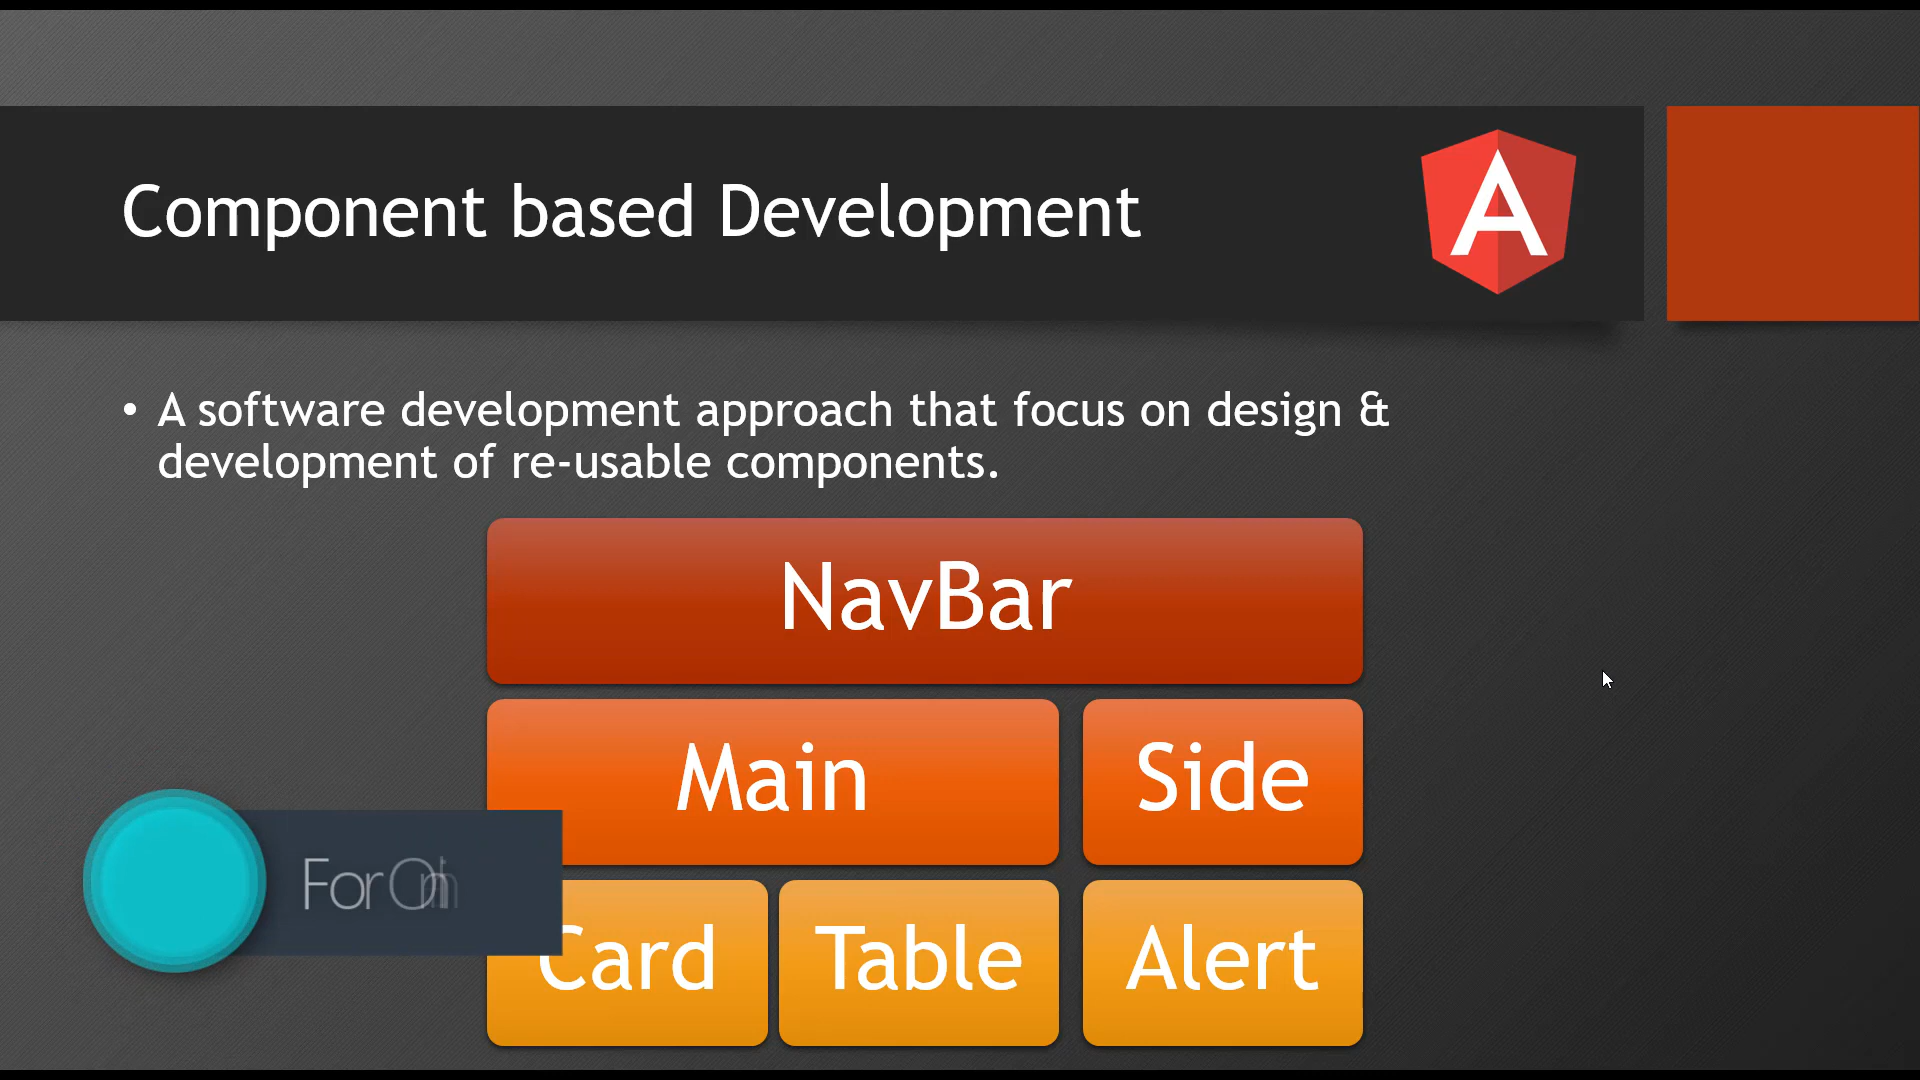 Component based Development
• A software development approach that focus on design &
development of re-usable components.
NavBar
Main Side
For
Card Table Alert